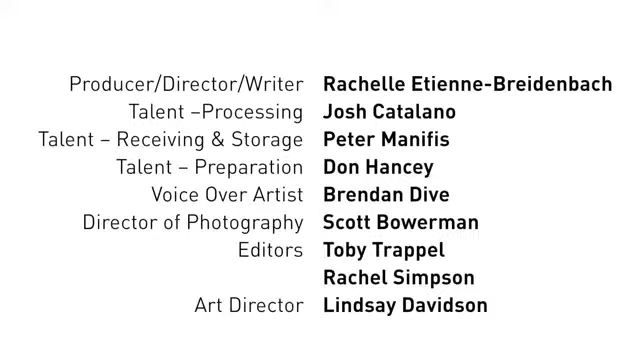 Producer/Director/Writer Rachelle Etienne-Breidenbach
Talent –Processing Josh Catalano
Talent – Receiving & Storage Peter Manifis
Talent – Preparation Don Hancey
Voice Over Artist Brendan Dive
Director of Photography Scott Bowerman
Editors Toby Trappel
Rachel Simpson
Art Director Lindsay Davidson